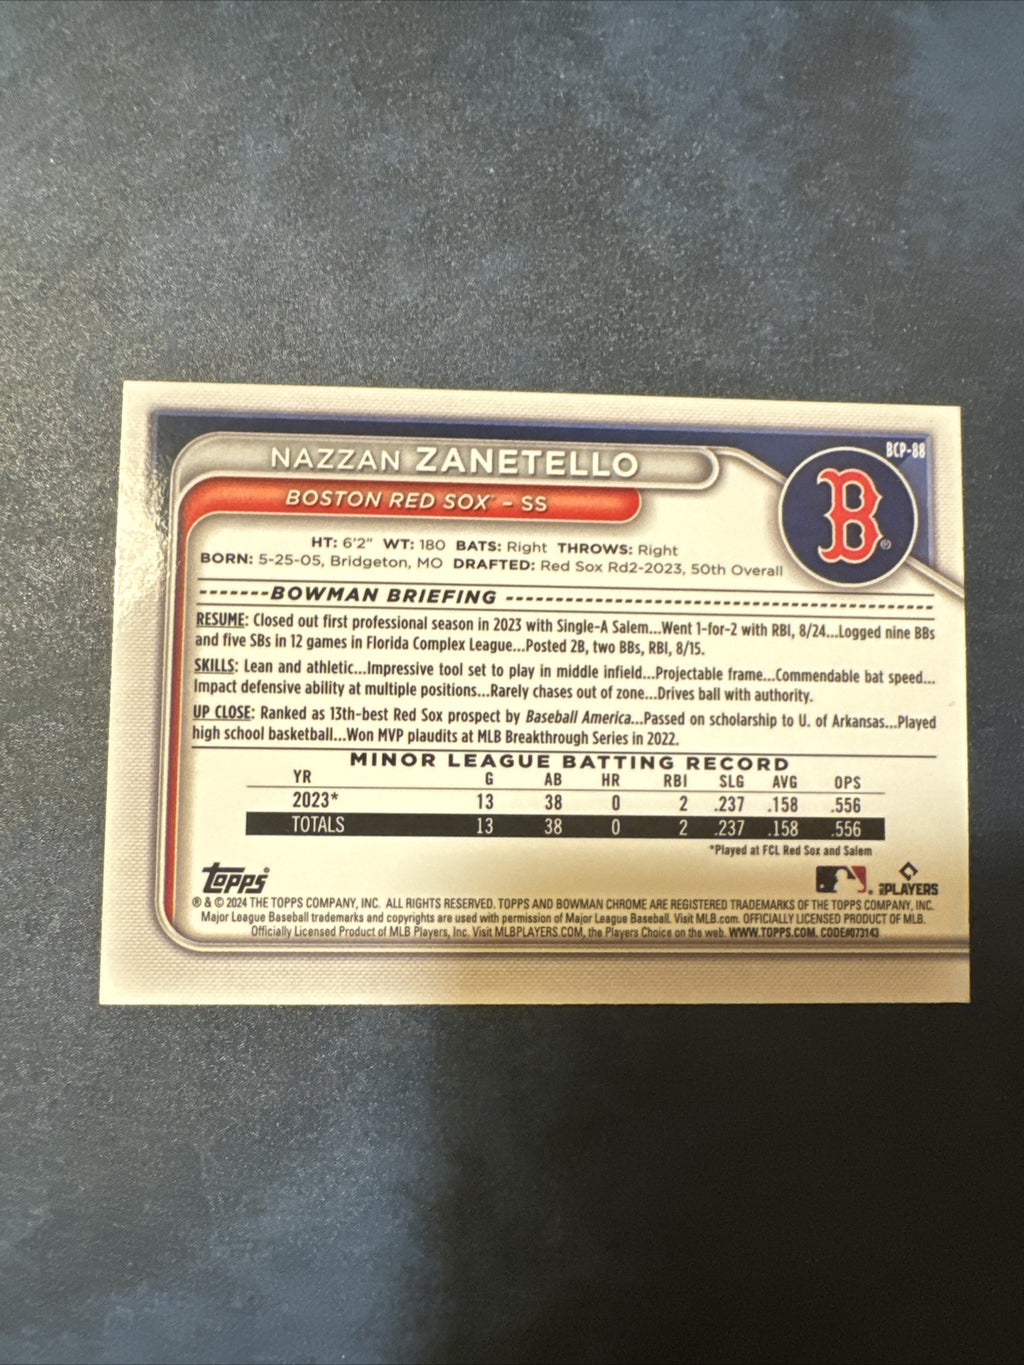 BCP-88
NAZZAN ZANETELLO
BOSTON RED SOX - SS
B®
HT: 6'2" WT: 180 BATS: Right THROWS: Right
BORN: 5-25-05, Bridgeton, MO DRAFTED: Red Sox Rd2-2023, 50th Overall
BOWMAN BRIEFING
RESUME: Closed out first professional season in 2023 with Single-A Salem...Went 1-for-2 with RBI, 8/24...Logged nine BBs
and five SBs in 12 games in Florida Complex League...Posted 2B, two BBs, RBI, 8/15.
SKILLS: Lean and athletic...Impressive tool set to play in middle infield...Projectable frame...Commendable bat speed...
Impact defensive ability at multiple positions...Rarely chases out of zone...Drives ball with authority.
UP CLOSE: Ranked as 13th-best Red Sox prospect by Baseball America...Passed on scholarship to U. of Arkansas...Played
high school basketball...Won MVP plaudits at MLB Breakthrough Series in 2022.
MINOR LEAGUE BATTING RECORD
YR G AB HR RBI SLG AVG OPS
2023* 13 38 0 2 .237 .158 .556
TOTALS 13 38 0 2 .237 .158 .556
*Played at FCL Red Sox and Salem
Topps® PLAYERS
® & © 2024 THE TOPPS COMPANY, INC. ALL RIGHTS RESERVED. TOPPS AND BOWMAN CHROME ARE REGISTERED TRADEMARKS OF THE TOPPS COMPANY, INC.
Major League Baseball trademarks and copyrights are used with permission of Major League Baseball. Visit MLB.com. OFFICIALLY LICENSED PRODUCT OF MLB.
Officially Licensed Product of MLB Players, Inc. Visit MLBPLAYERS.COM, the Players Choice on the web. WWW.TOPPS.COM. CODE#073143